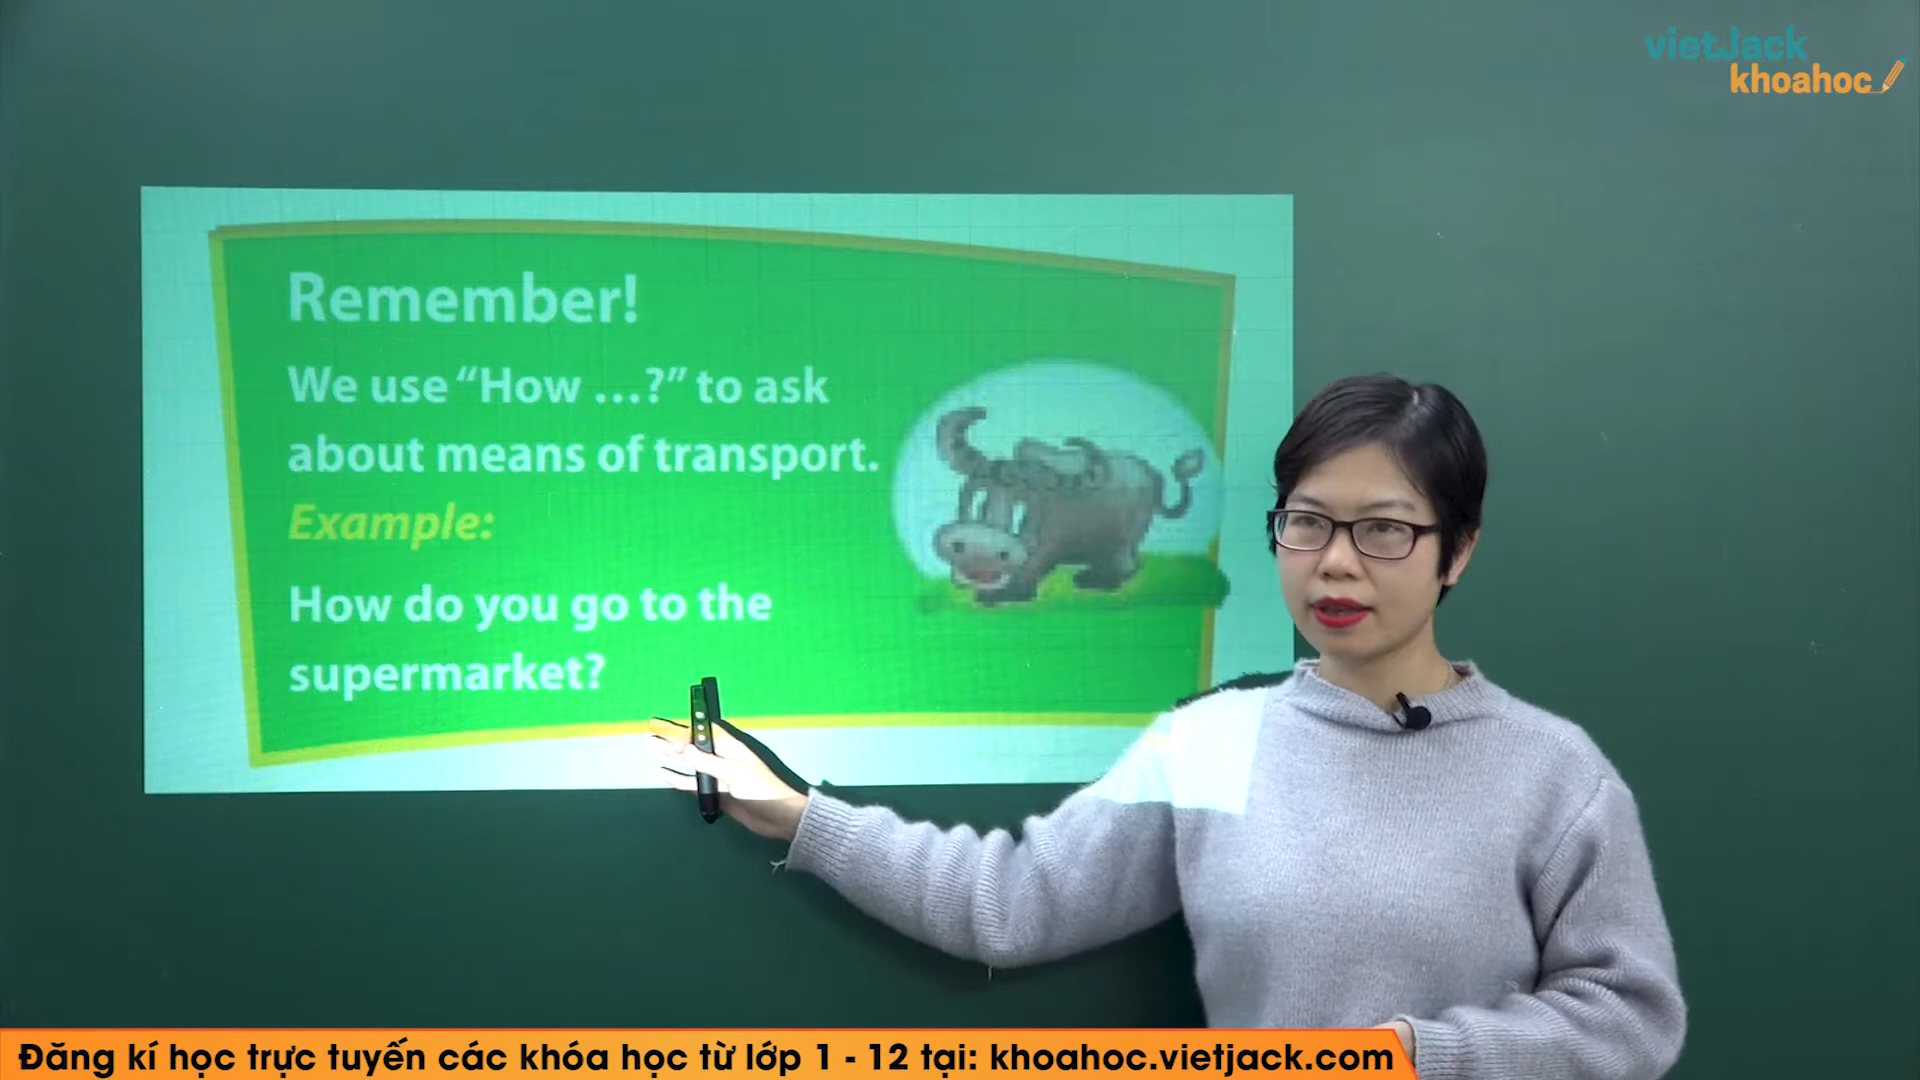 vietJack
khoahoc
Remember!
We use “How ...?” to ask
about means of transport.
Example:
How do you go to the
supermarket?
Đăng kí học trực tuyến các khóa học từ lớp 1 - 12 tại: khoahoc.vietjack.com